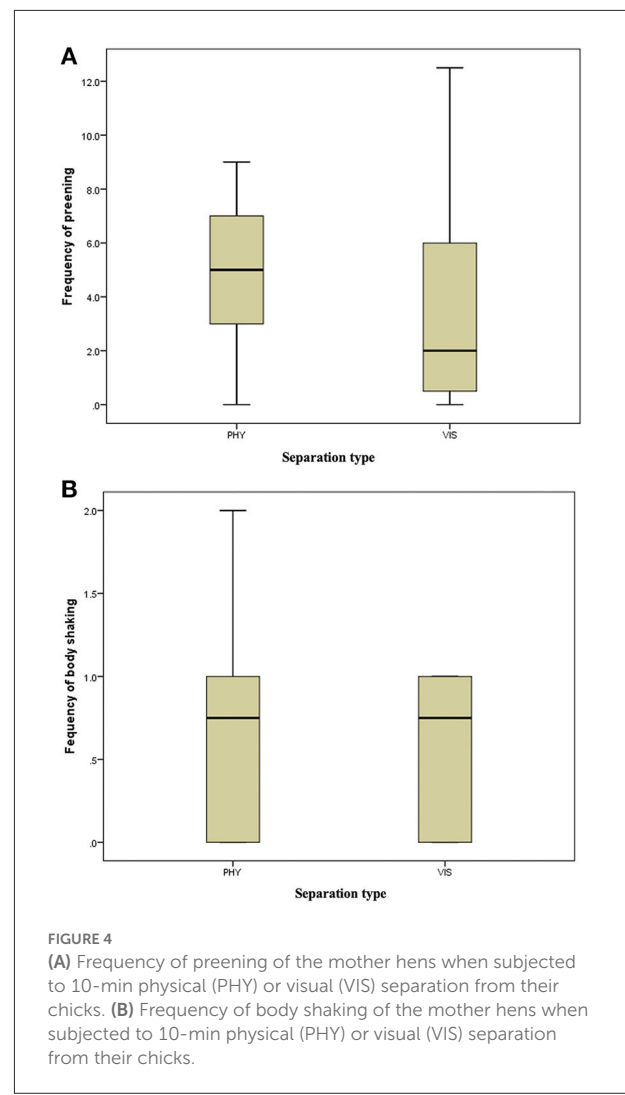 A
12.0
10.0
8.0
6.0
4.0
2.0
.0
Frequency of preening
PHY VIS
Separation type
B
2.0
1.5
1.0
.5
.0
Fequency of body shaking
PHY VIS
Separation type
FIGURE 4
(A) Frequency of preening of the mother hens when subjected
to 10-min physical (PHY) or visual (VIS) separation from their
chicks. (B) Frequency of body shaking of the mother hens when
subjected to 10-min physical (PHY) or visual (VIS) separation
from their chicks.